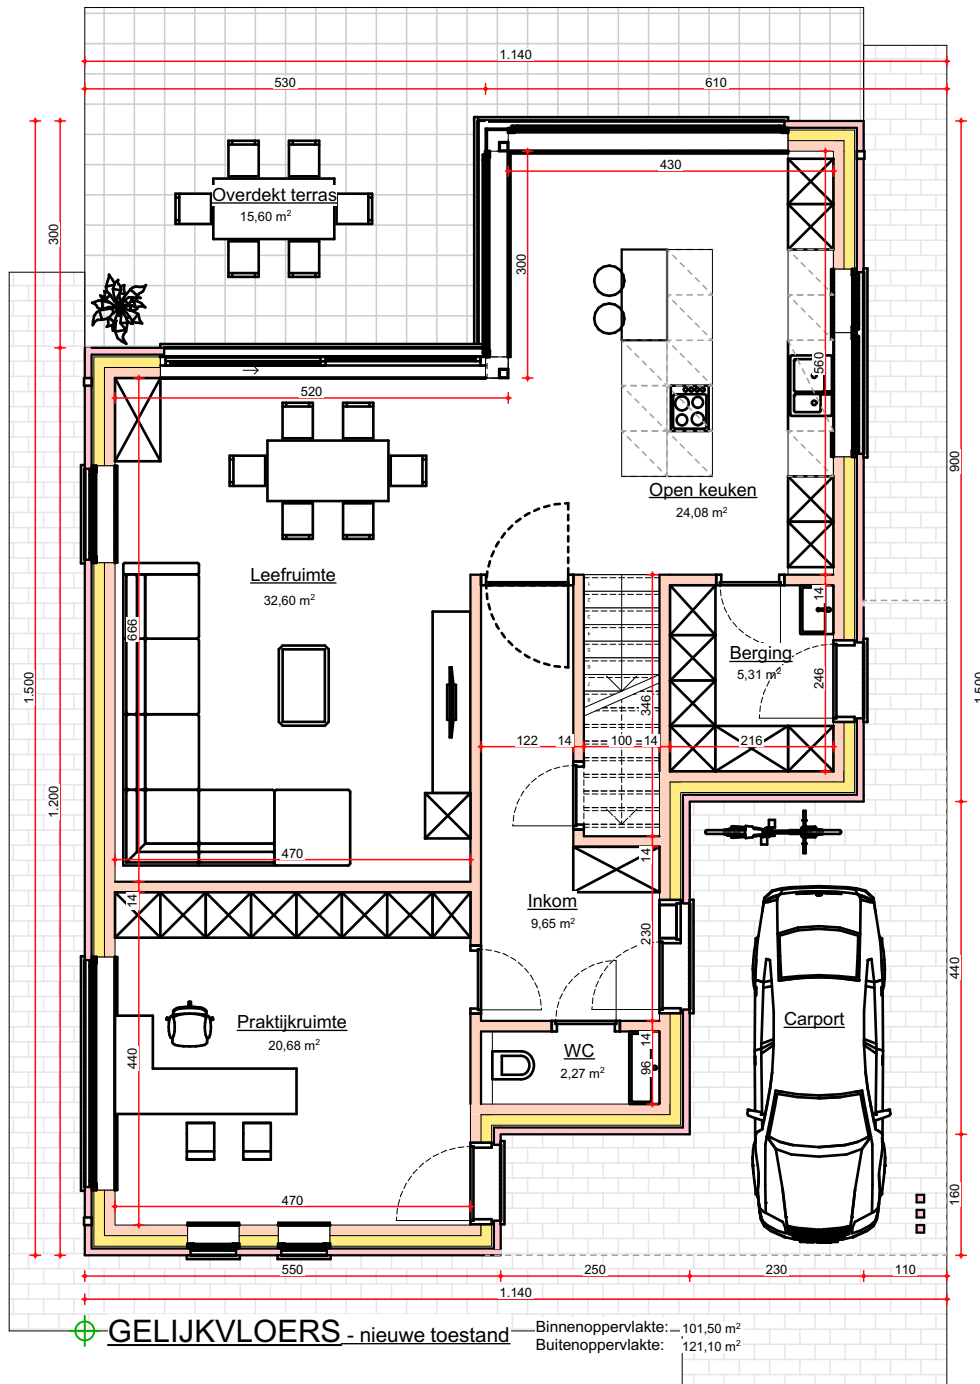 1.140
530
610
430
Overdekt terras
15,60 m²
300
300
560
520
900
Open keuken
24,08 m²
Leefruimte
32,60 m²
666
14
Berging
5,31 m²
246
346
1.500
1.500
122
14
100
14
216
1.200
470
14
14
Inkom
9,65 m²
230
440
Carport
Praktijkruimte
20,68 m²
440
WC
2,27 m²
14
96
470
160
550
250
230
110
1.140
GELIJKVLOERS - nieuwe toestand
Binnenoppervlakte: 101,50 m²
Buitenoppervlakte: 121,10 m²